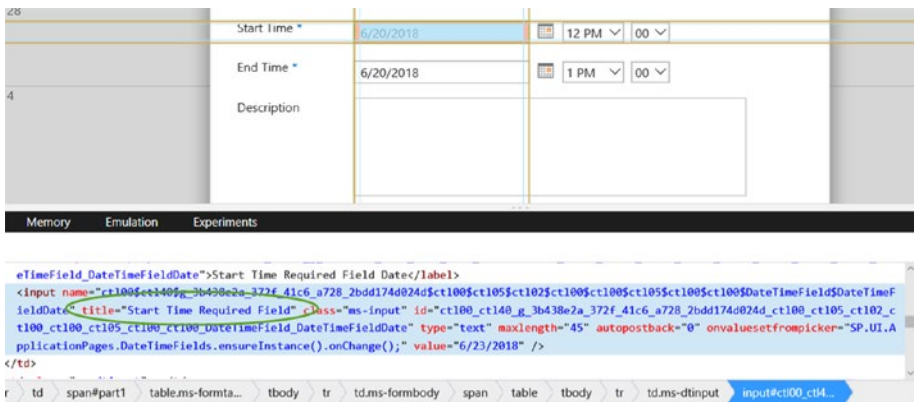 28
Start Time *
6/20/2018
12 PM
00
End Time *
6/20/2018
1 PM
00
4
Description
Memory Emulation Experiments
eTimeField_DateTimeFieldDate">Start Time Required Field Date</label>
<input name="ctl00$ctl40$g_3b438e2a_372f_41c6_a728_2bdd174d024d$ctl00$ctl05$ctl02$ctl00$ctl00$ctl05$ctl00$ctl00$DateTimeField$DateTimeF
ieldDate" title="Start Time Required Field" class="ms-input" id="ctl00_ctl40_g_3b438e2a_372f_41c6_a728_2bdd174d024d_ctl00_ctl05_ctl02_c
tl00_ctl00_ctl05_ctl00_ctl00_DateTimeField_DateTimeFieldDate" type="text" maxlength="45" autopostback="0" onvaluesetfrompicker="SP.UI.A
pplicationPages.DateTimeFields.ensureInstance().onChange();" value="6/23/2018" />
</td>
r td span#part1 table.ms-formta... tbody tr td.ms-formbody span table tbody tr td.ms-dtinput input#ctl00_ctl4...